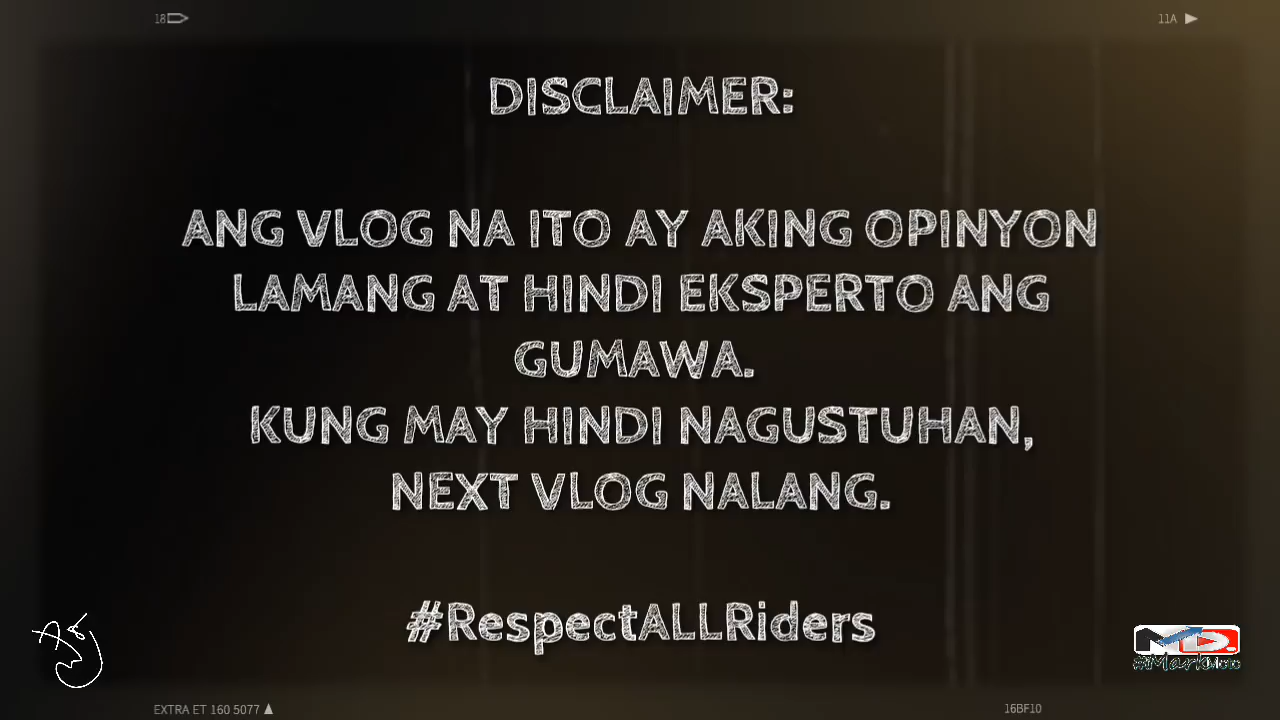 18
11A
DISCLAIMER:
ANG VLOG NA ITO AY AKING OPINYON
LAMANG AT HINDI EKSPERTO ANG
GUMAWA.
KUNG MAY HINDI NAGUSTUHAN,
NEXT VLOG NALANG.
#RespectALLRiders
MD.
EXTRA ET 160 5077
16BF10